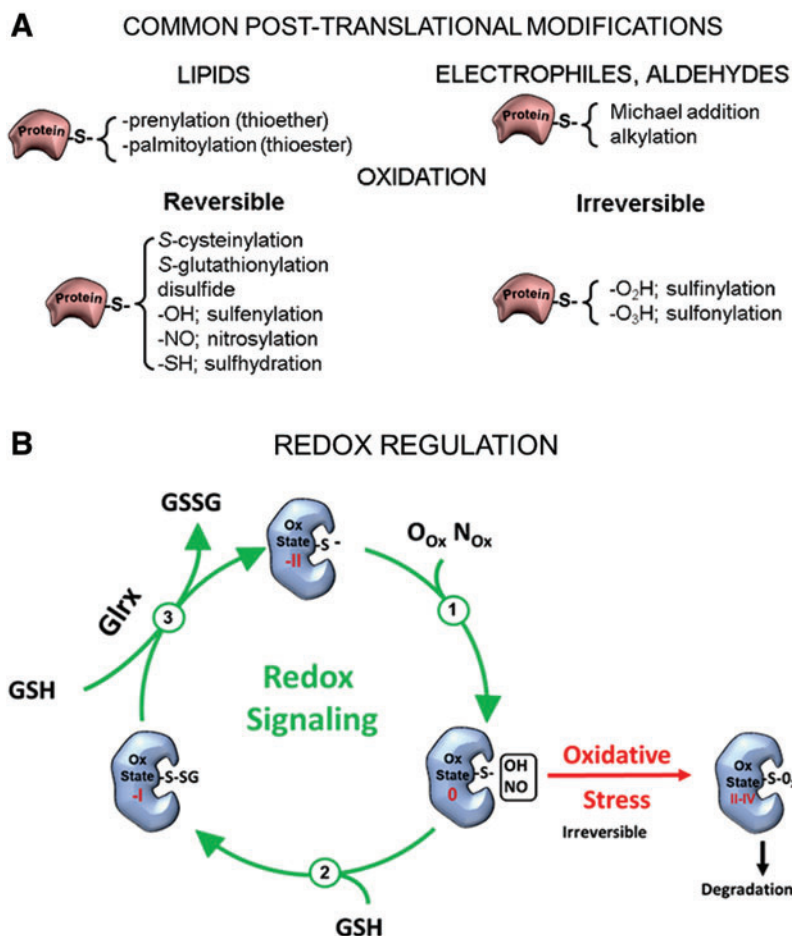 A COMMON POST-TRANSLATIONAL MODIFICATIONS
LIPIDS
Protein -S- -prenylation (thioether)
-palmitoylation (thioester)
ELECTROPHILES, ALDEHYDES
Protein -S- Michael addition
alkylation
OXIDATION
Reversible
Protein -S- S-cysteinylation
S-glutathionylation
disulfide
-OH; sulfenylation
-NO; nitrosylation
-SH; sulfhydration
Irreversible
Protein -S- -O₂H; sulfinylation
-O₃H; sulfonylation
B REDOX REGULATION
GSSG
Ox
State -S -
-II
O_Ox N_Ox
1
Glrx
3
GSH
Redox
Signaling
Ox
State -S-SG
-I
Ox
State -S-
0
OH
NO
Oxidative
Stress
Irreversible
Ox
State -S-O
II-IV
2
GSH
Degradation